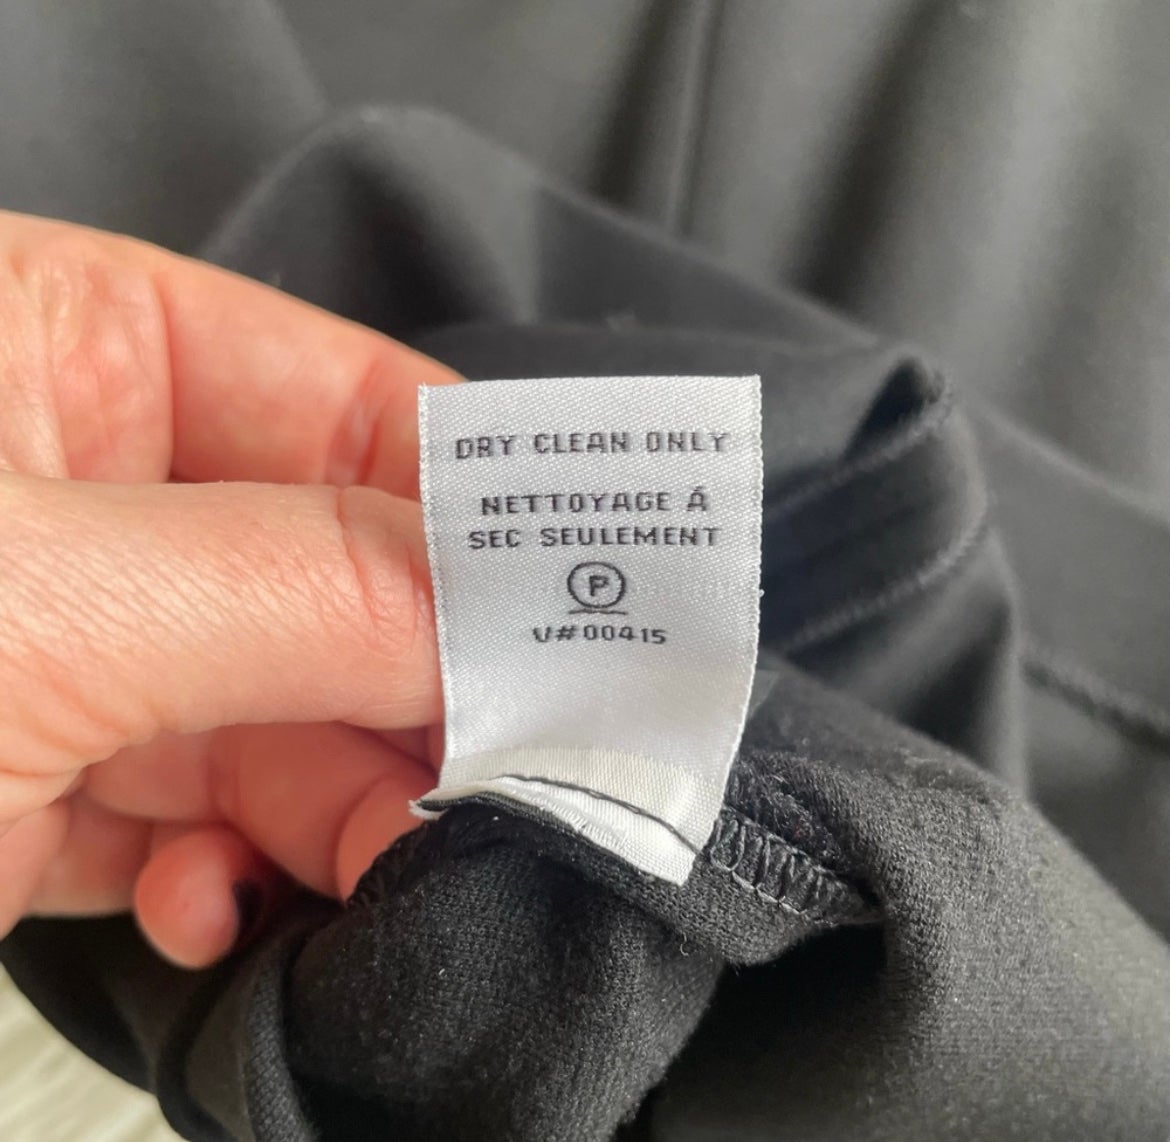 DRY CLEAN ONLY
NETTOYAGE Á
SEC SEULEMENT
P
V#00415